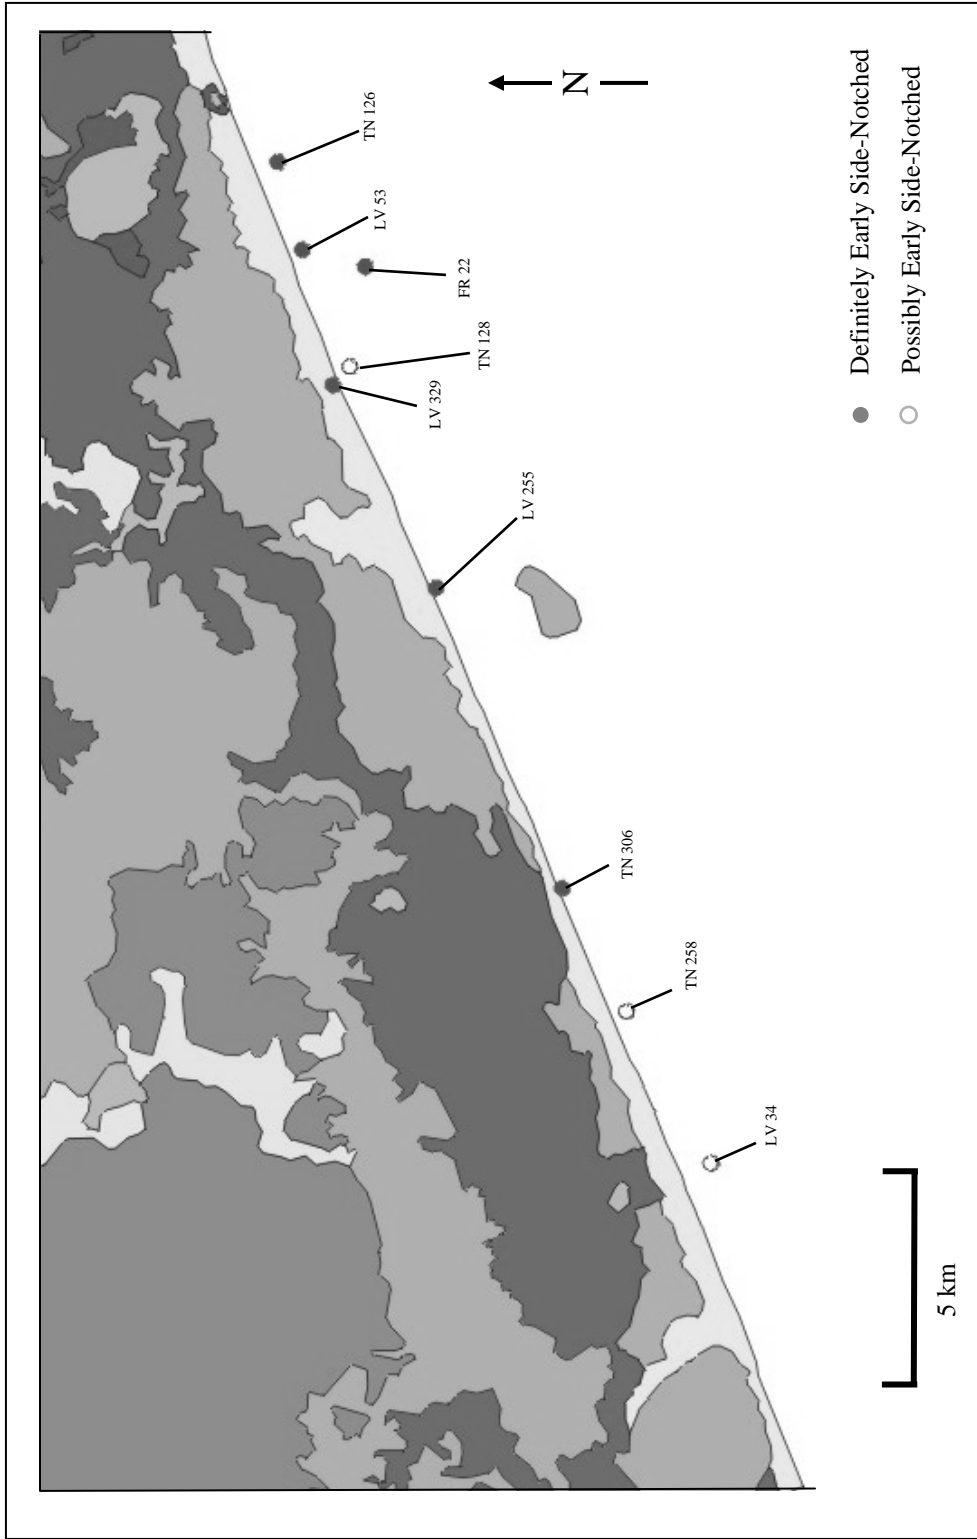 TN 126
LV 53
FR 22
TN 128
LV 329
LV 255
TN 306
TN 258
LV 34
N
Definitely Early Side-Notched
Possibly Early Side-Notched
5 km